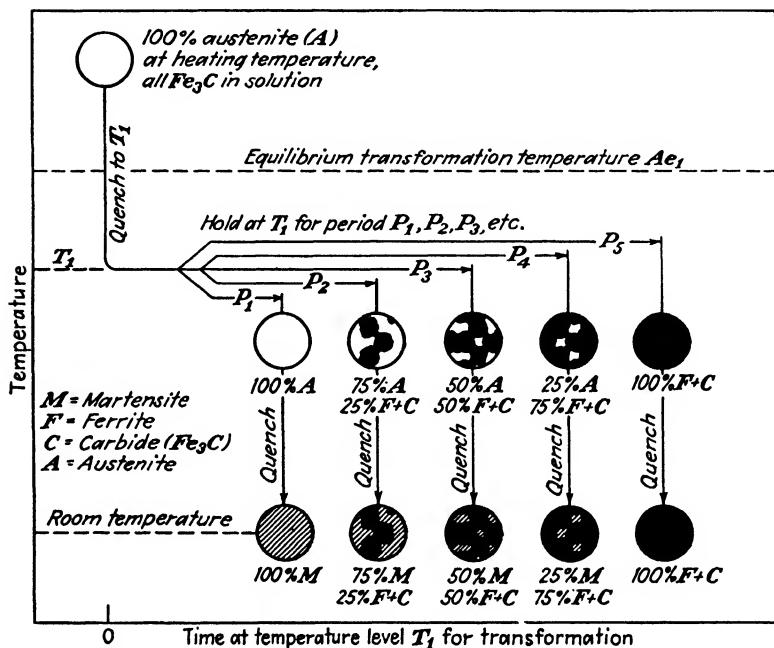 100% austenite (A)
at heating temperature,
all Fe₃C in solution
Quench to T₁
Equilibrium transformation temperature Ae₁
Hold at T₁ for period P₁, P₂, P₃, etc.
T₁
P₅
P₄
P₃
P₂
P₁
Temperature
100% A
75% A
25% F+C
50% A
50% F+C
25% A
75% F+C
100% F+C
M = Martensite
F = Ferrite
C = Carbide (Fe₃C)
A = Austenite
Quench
Quench
Quench
Quench
Quench
Room temperature
100% M
75% M
25% F+C
50% M
50% F+C
25% M
75% F+C
100% F+C
0
Time at temperature level T₁ for transformation